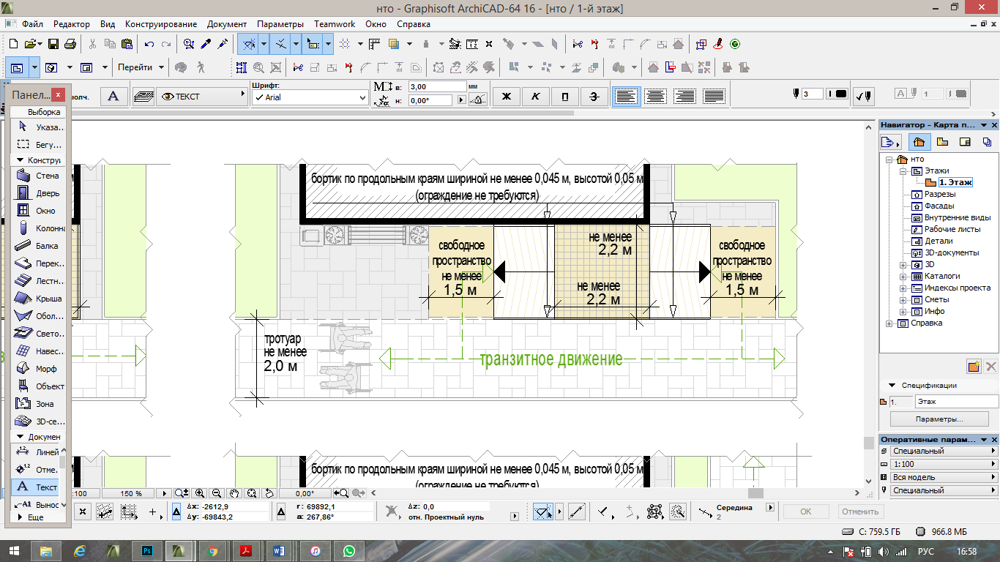 нто - Graphisoft ArchiCAD-64 16 - [нто / 1-й этаж]
Файл Редактор Вид Конструирование Документ Параметры Teamwork Окно Справка
Перейти
Панел...
молч.
ТЕКСТ
Шрифт:
Arial
в: 3,00 мм
н: 0,00°
Ж К П З
3
1
Выборка
Указа...
Бегу...
Констру
Стена
Дверь
Окно
Колонна
Балка
Перек...
Лестн...
Крыша
Обол...
Свето...
Навес...
Морф
Объект
Зона
3D-се...
Докумен
Линей
Отме.
Текст
Вынос
Еще
бортик по продольным краям шириной не менее 0,045 м, высотой 0,05 м
(ограждение не требуются)
свободное
пространство
не менее
1,5 м
не менее
2,2 м
не менее
2,2 м
свободное
пространство
не менее
1,5 м
тротуар
не менее
2,0 м
транзитное движение
бортик по продольным краям шириной не менее 0,045 м, высотой 0,05 м
(ограждение не требуются)
Навигатор - Карта п...
нто
Этажи
1. Этаж
Разрезы
Фасады
Внутренние виды
Рабочие листы
Детали
3D-документы
3D
Каталоги
Индексы проекта
Сметы
Инфо
Справка
Спецификации
1. Этаж
Параметры...
Оперативные парам...
Специальный
1:100
Вся модель
Специальный
:100 150 % 0,00°
Δx: -2612,9
Δy: -69843,2
r: 69892,1
a: 267,86°
Δz: 0,0
отн. Проектный нуль
Середина
2
ОК Отменить
C: 759.5 ГБ 966.8 МБ
РУС 16:58